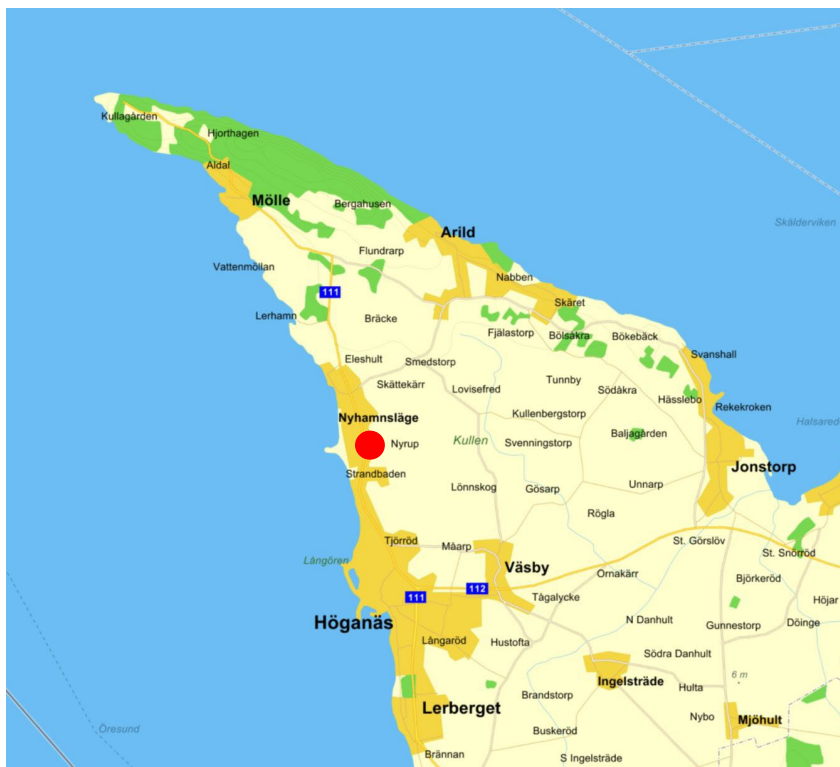 Kullagården
Hjorthagen
Äldal
Mölle
Bergahusen
Arild
Skälderviken
Flundrarp
Vattenmöllan
Nabben
111
Skäret
Lerhamn
Bräcke
Fjälastorp
Bölsåkra
Bökebäck
Svanshall
Eleshult
Smedstorp
Skättekärr
Lovisefred
Tunnby
Södåkra
Hässlebo
Rekekroken
Nyhamnsläge
Kullenbergstorp
Halsared
Nyrup
Kullen
Svenningstorp
Baljagården
Strandbaden
Jonstorp
Lönnskog
Gösarp
Unnarp
Rögla
Tjörröd
Måarp
St. Görslöv
St. Snörröd
Långören
Väsby
Ornakärr
Björkeröd
112
111
Tågalycke
Höjar
Höganäs
N Danhult
Gunnestorp
Döinge
Långaröd
Hustofta
Södra Danhult
6 m
Ingelsträde
Hulta
Brandstorp
Lerberget
Nybo
Mjöhult
Öresund
Buskeröd
Brännan
S Ingelsträde